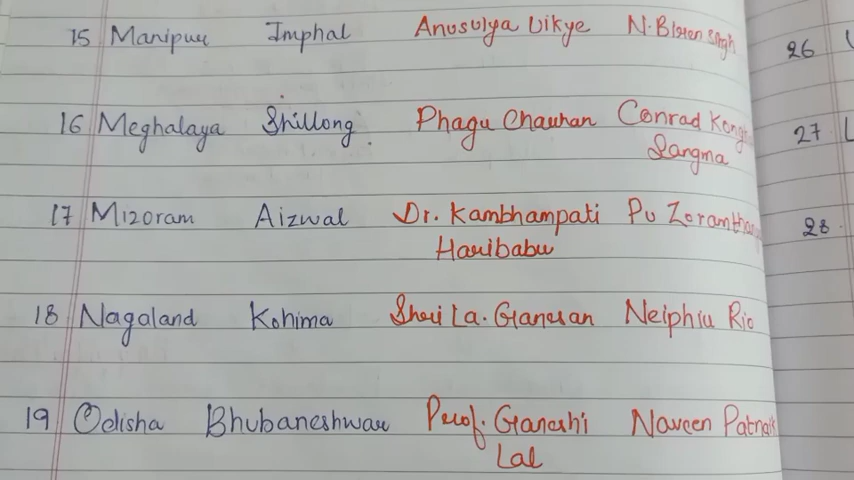 15 Manipur Imphal Anusuiya Uikye N. Biren Singh
26
16 Meghalaya Shillong Phagu Chauhan Conrad Kong
Sangma
27
17 Mizoram Aizwal Dr. Kambhampati Pu Zoramtha
Haribabu
28
18 Nagaland Kohima Shri La. Ganesan Neiphiu Rio
19 Odisha Bhubaneshwar Prof. Ganeshi Naveen Patnaik
Lal